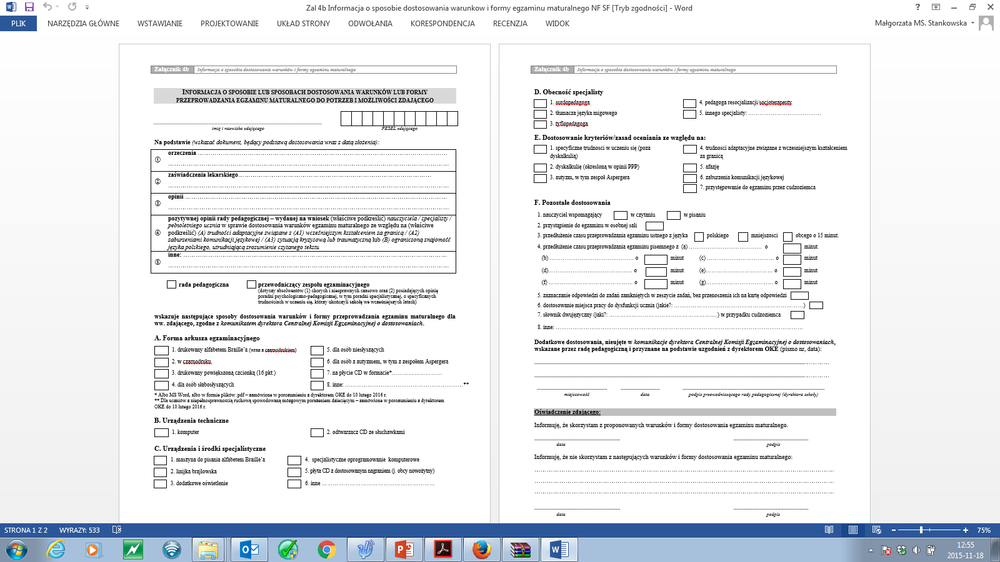 Zal 4b Informacja o sposobie dostosowania warunkow i formy egzaminu maturalnego NF SF [Tryb zgodności] - Word
PLIK NARZĘDZIA GŁÓWNE WSTAWIANIE PROJEKTOWANIE UKŁAD STRONY ODWOŁANIA KORESPONDENCJA RECENZJA WIDOK
Małgorzata MS. Stankowska
Załącznik 4b Informacja o sposobie dostosowania warunków i formy egzaminu maturalnego
INFORMACJA O SPOSOBIE LUB SPOSOBACH DOSTOSOWANIA WARUNKÓW LUB FORMY
PRZEPROWADZANIA EGZAMINU MATURALNEGO DO POTRZEB I MOŻLIWOŚCI ZDAJĄCEGO
imię i nazwisko zdającego PESEL zdającego
Na podstawie (wskazać dokument, będący podstawą dostosowania wraz z datą złożenia):
① orzeczenia
② zaświadczenia lekarskiego
③ opinii
pozytywnej opinii rady pedagogicznej – wydanej na wniosek (właściwe podkreślić) nauczyciela / specjalisty /
pełnoletniego ucznia w sprawie dostosowania warunków egzaminu maturalnego ze względu na (właściwe
④ podkreślić) (A) trudności adaptacyjne związane z (A1) wcześniejszym kształceniem za granicą / (A2)
zaburzeniami komunikacji językowej / (A3) sytuacją kryzysową lub traumatyczną lub (B) ograniczoną znajomość
języka polskiego, utrudniającą zrozumienie czytanego tekstu
⑤ inne:
rada pedagogiczna przewodniczący zespołu egzaminacyjnego
(dotyczy absolwentów (1) chorych i niesprawnych czasowo oraz (2) posiadających opinię
poradni psychologiczno-pedagogicznej, w tym poradni specjalistycznej, o specyficznych
trudnościach w uczeniu się, którzy ukończyli szkołę we wcześniejszych latach)
wskazuje następujące sposoby dostosowania warunków i formy przeprowadzania egzaminu maturalnego dla
ww. zdającego, zgodne z komunikatem dyrektora Centralnej Komisji Egzaminacyjnej o dostosowaniach.
A. Forma arkusza egzaminacyjnego
1. drukowany alfabetem Braille'a (wraz z czarnodrukiem) 5. dla osób niesłyszących
2. w czarnodruku 6. dla osób z autyzmem, w tym z zespołem Aspergera
3. drukowany powiększoną czcionką (16 pkt.) 7. na płycie CD w formacie*
4. dla osób słabosłyszących 8. inne: **
* Albo MS Word, albo w formie plików .pdf – zamówione w porozumieniu z dyrektorem OKE do 10 lutego 2016 r.
** Dla uczniów z niepełnosprawnością ruchową spowodowaną mózgowym porażeniem dziecięcym – zamówione w porozumieniu z dyrektorem
OKE do 10 lutego 2016 r.
B. Urządzenia techniczne
1. komputer 2. odtwarzacz CD ze słuchawkami
C. Urządzenia i środki specjalistyczne
1. maszyna do pisania alfabetem Braille'a 4. specjalistyczne oprogramowanie komputerowe
2. linijka brajlowska 5. płyta CD z dostosowanym nagraniem (j. obcy nowożytny)
3. dodatkowe oświetlenie 6. inne
Załącznik 4b Informacja o sposobie dostosowania warunków i formy egzaminu maturalnego
D. Obecność specjalisty
1. surdopedagoga 4. pedagoga resocjalizacji/socjoterapeuty
2. tłumacza języka migowego 5. innego specjalisty:
3. tyflopedagoga
E. Dostosowanie kryteriów/zasad oceniania ze względu na:
1. specyficzne trudności w uczeniu się (poza 4. trudności adaptacyjne związane z wcześniejszym kształceniem
dyskalkulią) za granicą
2. dyskalkulię (określoną w opinii PPP) 5. afazję
3. autyzm, w tym zespół Aspergera 6. zaburzenia komunikacji językowej
7. przystępowanie do egzaminu przez cudzoziemca
F. Pozostałe dostosowania
1. nauczyciel wspomagający w czytaniu w pisaniu
2. przystąpienie do egzaminu w osobnej sali
3. przedłużenie czasu przeprowadzania egzaminu ustnego z języka polskiego mniejszości obcego o 15 minut.
4. przedłużenie czasu przeprowadzania egzaminu pisemnego z (a) o minut.
(b) o minut (c) o minut
(d) o minut (e) o minut
(f) o minut (g) o minut
5. zaznaczanie odpowiedzi do zadań zamkniętych w zeszycie zadań, bez przenoszenia ich na kartę odpowiedzi
6. dostosowanie miejsca pracy do dysfunkcji ucznia (jakie?: )
7. słownik dwujęzyczny (jaki?: ) w przypadku cudzoziemca
8. inne:
Dodatkowe dostosowania, nieujęte w komunikacje dyrektora Centralnej Komisji Egzaminacyjnej o dostosowaniach,
wskazane przez radę pedagogiczną i przyznane na podstawie uzgodnień z dyrektorem OKE (pismo nr, data):
miejscowość data podpis przewodniczącego rady pedagogicznej (dyrektora szkoły)
Oświadczenie zdającego:
Informuję, że skorzystam z proponowanych warunków i formy dostosowania egzaminu maturalnego.
data podpis
Informuję, że nie skorzystam z następujących warunków i formy dostosowania egzaminu maturalnego:
data podpis
STRONA 1 Z 2 WYRAZY: 533 75%
12:55
2015-11-18